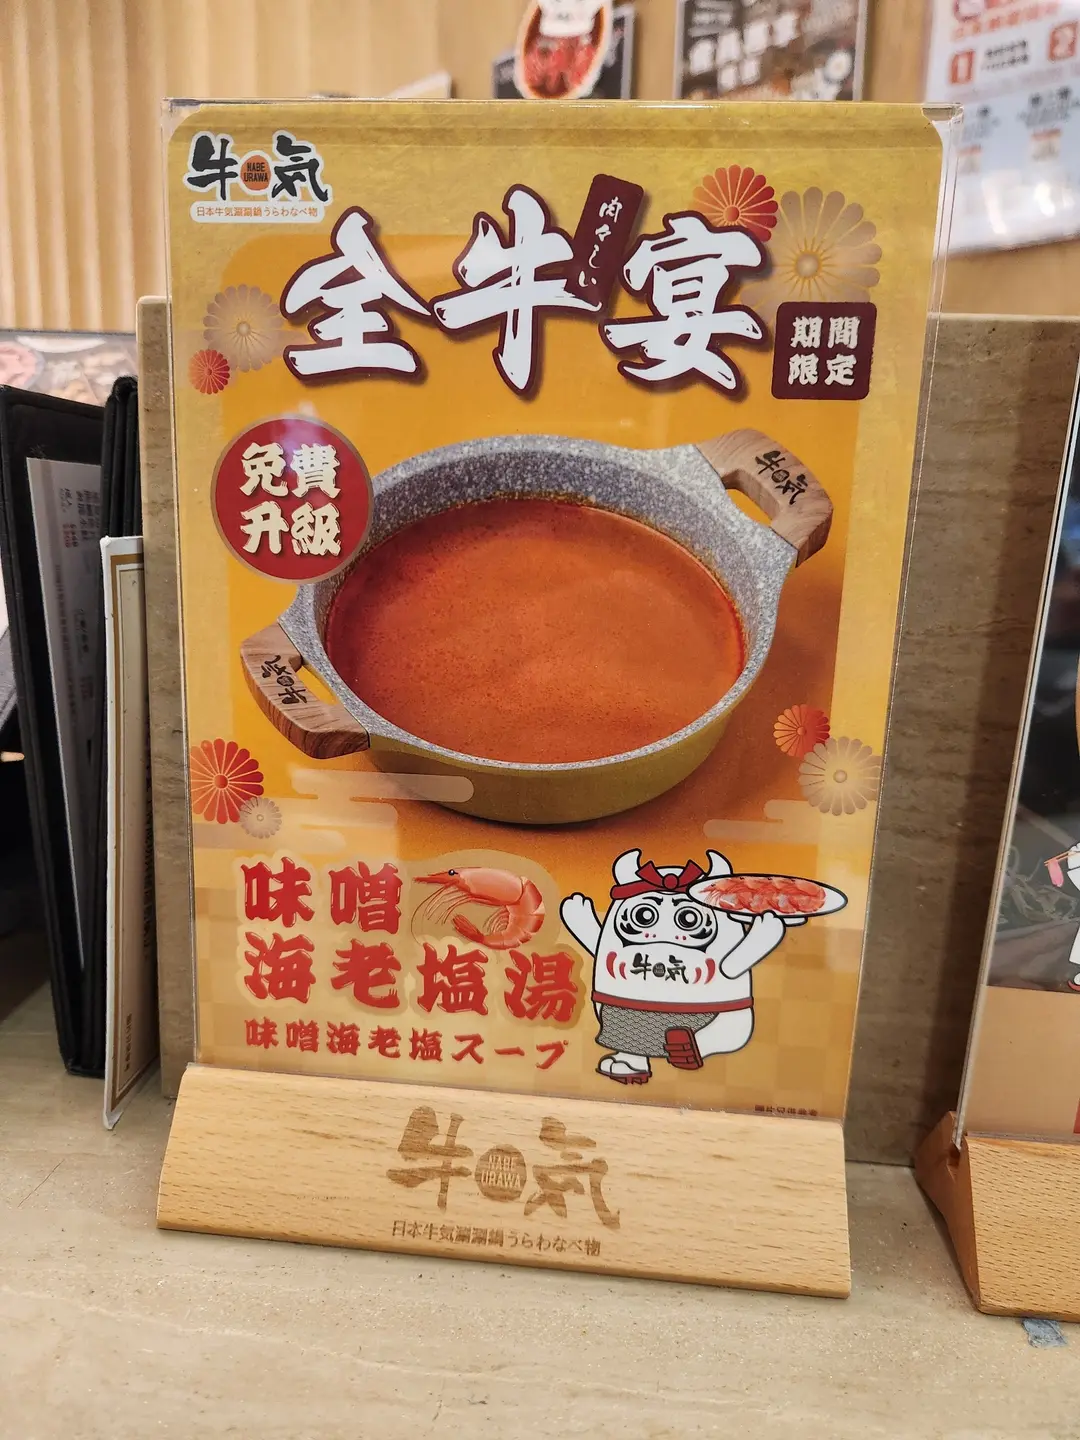 牛気
NABE
URAWA
日本牛気涮涮鍋うらわなべ物
全牛宴
肉々しい
期間
限定
免費
升級
牛気
牛気
味噌
海老塩湯
味噌海老塩スープ
牛気
牛気
NABE
URAWA
日本牛気涮涮鍋うらわなべ物